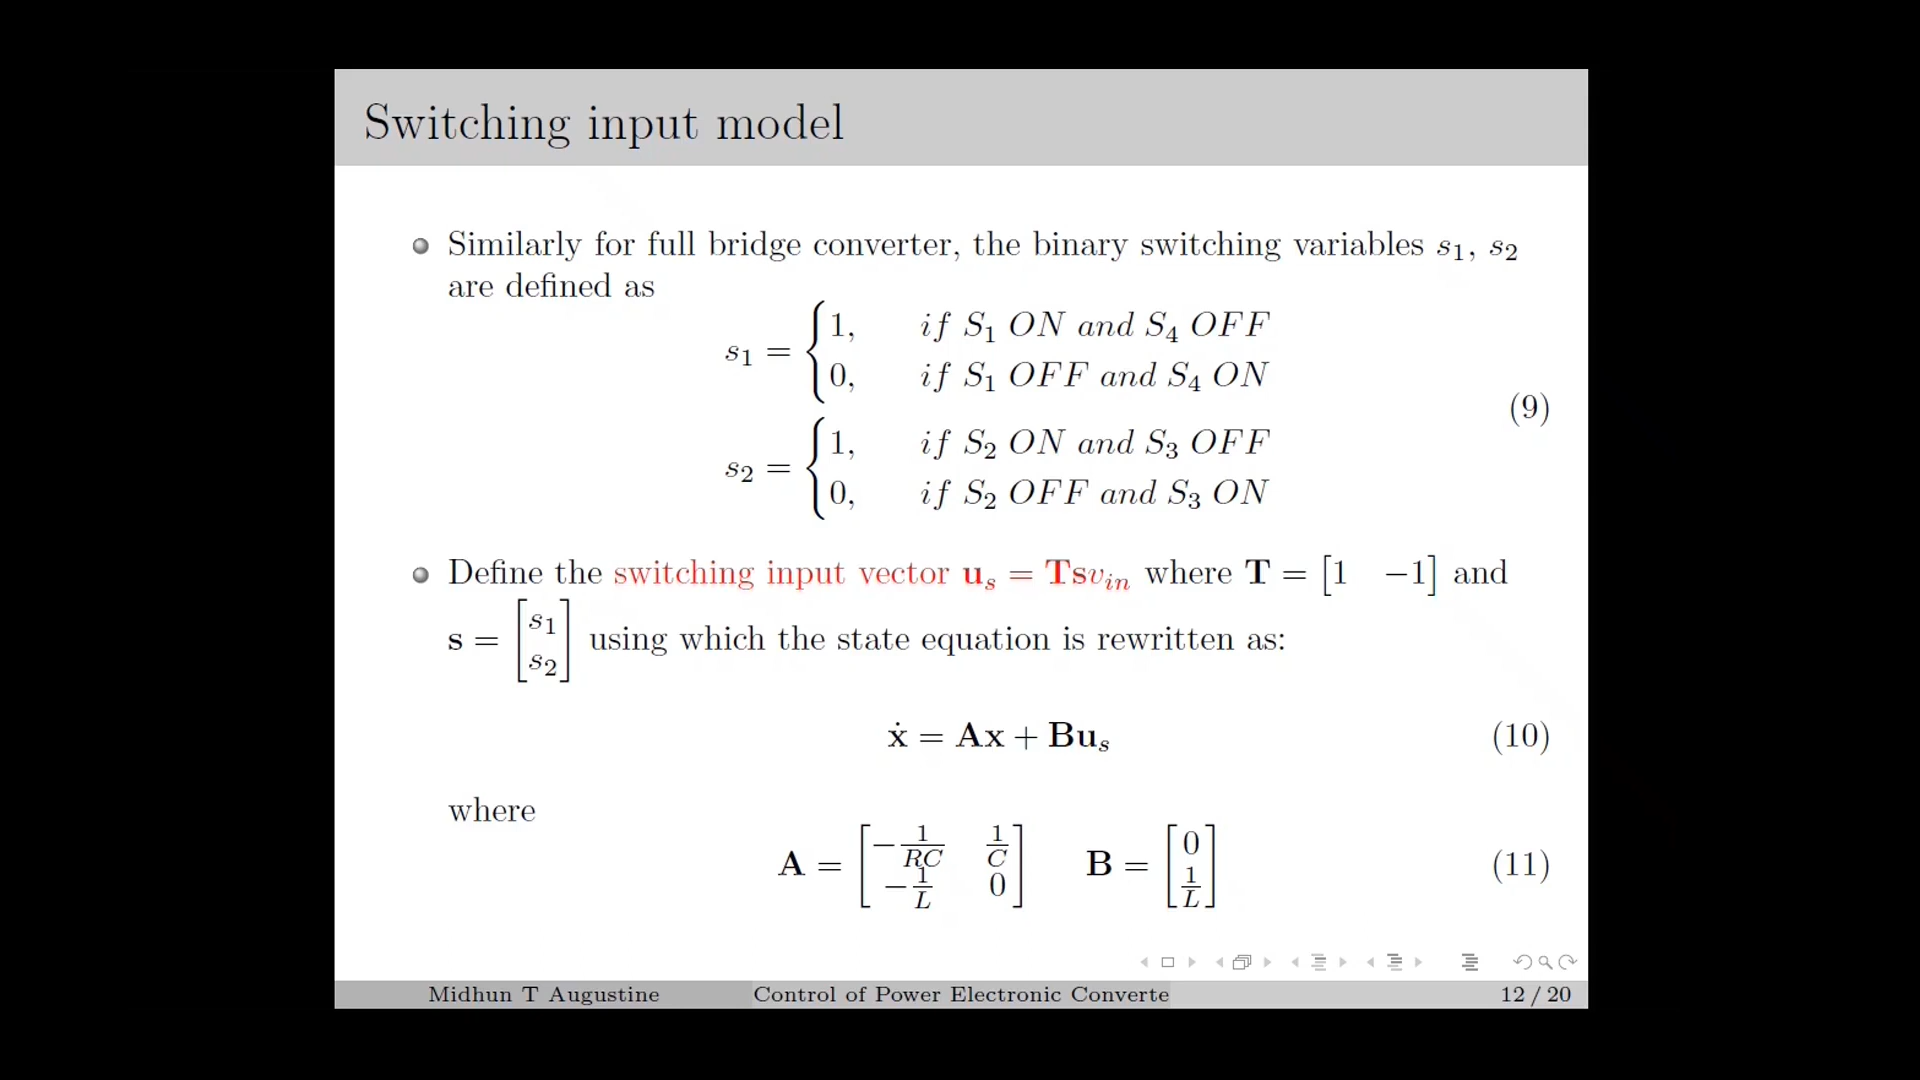 Switching input model
Similarly for full bridge converter, the binary switching variables s₁, s₂
are defined as
s₁ = { 1, if S₁ ON and S₄ OFF
0, if S₁ OFF and S₄ ON
(9)
s₂ = { 1, if S₂ ON and S₃ OFF
0, if S₂ OFF and S₃ ON
Define the switching input vector uₛ = Tsv_in where T = [1 −1] and
s = [s₁ s₂] using which the state equation is rewritten as:
ẋ = Ax + Buₛ (10)
where
A = [−1/RC 1/C; −1/L 0] B = [0; 1/L] (11)
Midhun T Augustine Control of Power Electronic Converte 12 / 20